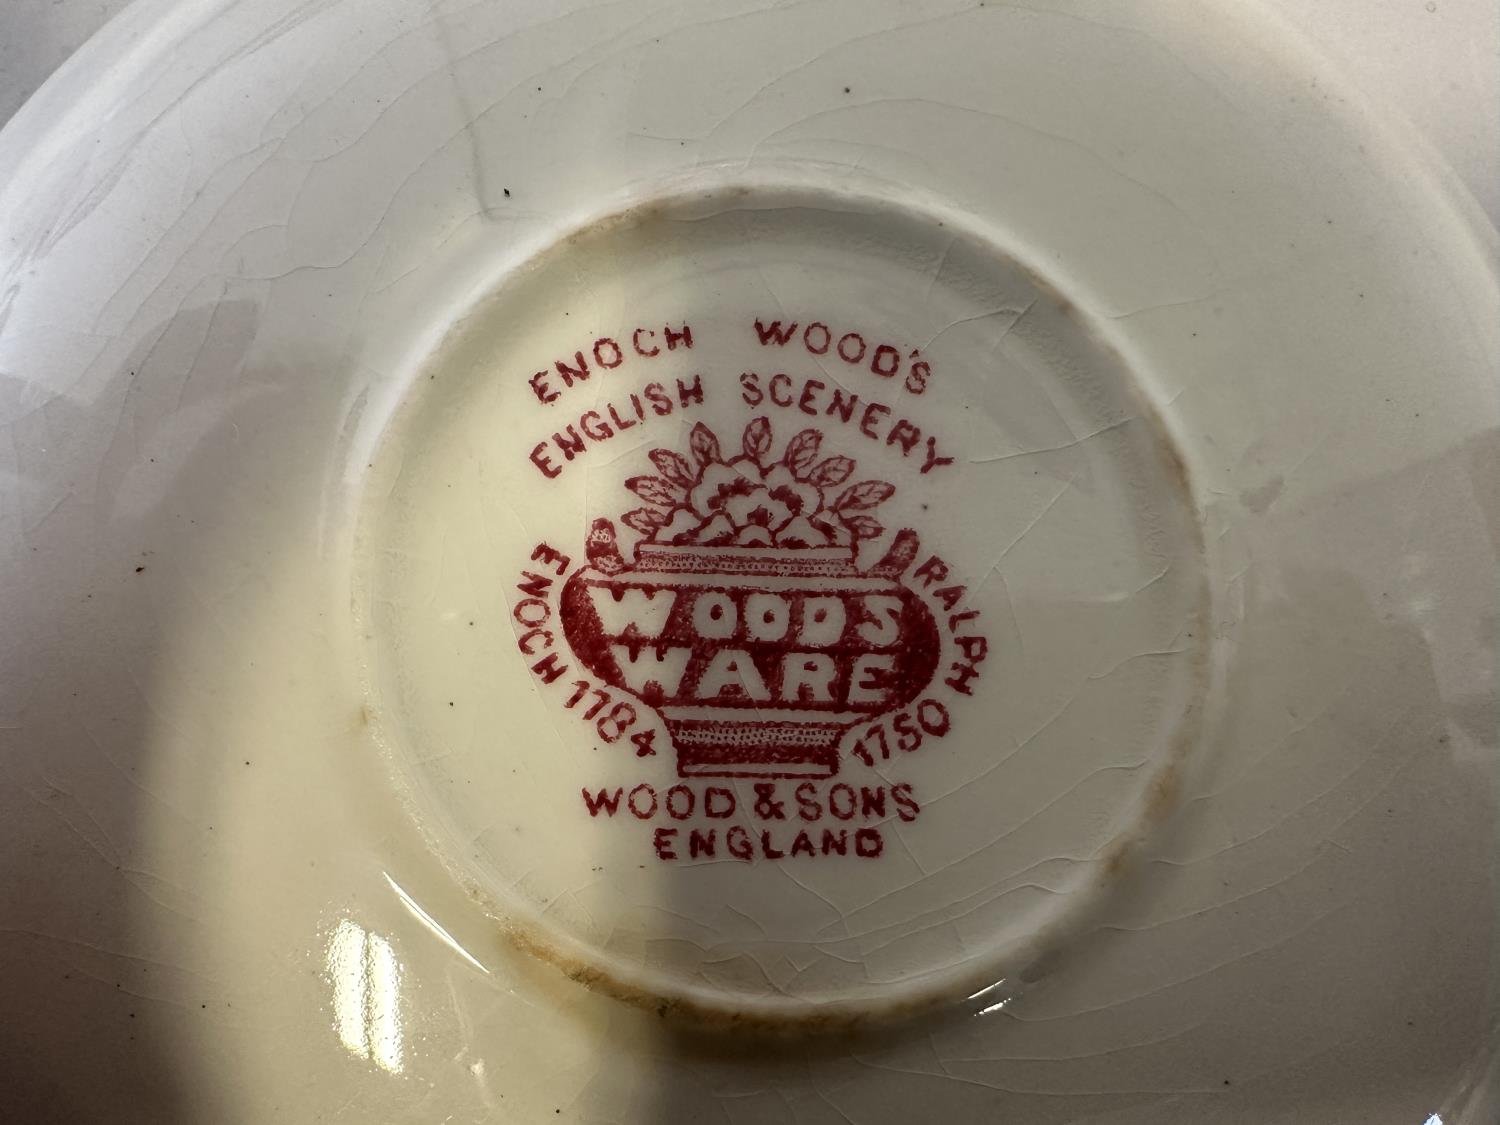 ENOCH WOOD'S
ENGLISH SCENERY
WOODS
WARE
ENOCH 1784
RALPH 1750
WOOD & SONS
ENGLAND